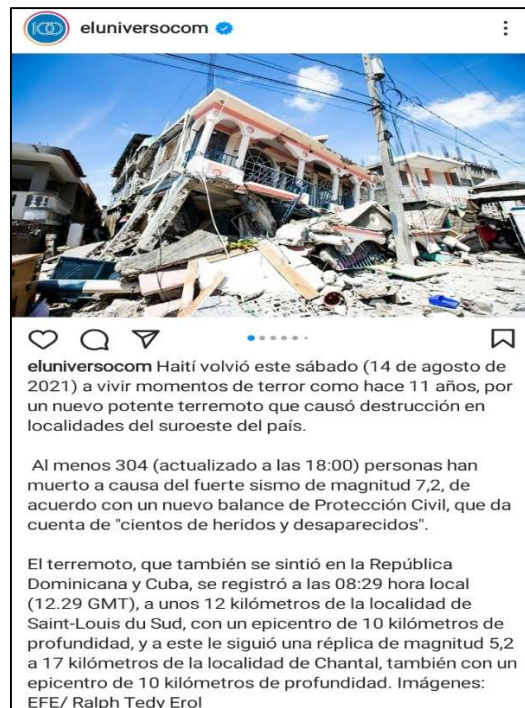 100 eluniversocom
eluniversocom Haití volvió este sábado (14 de agosto de
2021) a vivir momentos de terror como hace 11 años, por
un nuevo potente terremoto que causó destrucción en
localidades del suroeste del país.
Al menos 304 (actualizado a las 18:00) personas han
muerto a causa del fuerte sismo de magnitud 7,2, de
acuerdo con un nuevo balance de Protección Civil, que da
cuenta de "cientos de heridos y desaparecidos".
El terremoto, que también se sintió en la República
Dominicana y Cuba, se registró a las 08:29 hora local
(12.29 GMT), a unos 12 kilómetros de la localidad de
Saint-Louis du Sud, con un epicentro de 10 kilómetros de
profundidad, y a este le siguió una réplica de magnitud 5,2
a 17 kilómetros de la localidad de Chantal, también con un
epicentro de 10 kilómetros de profundidad. Imágenes:
EFE/ Ralph Tedy Erol